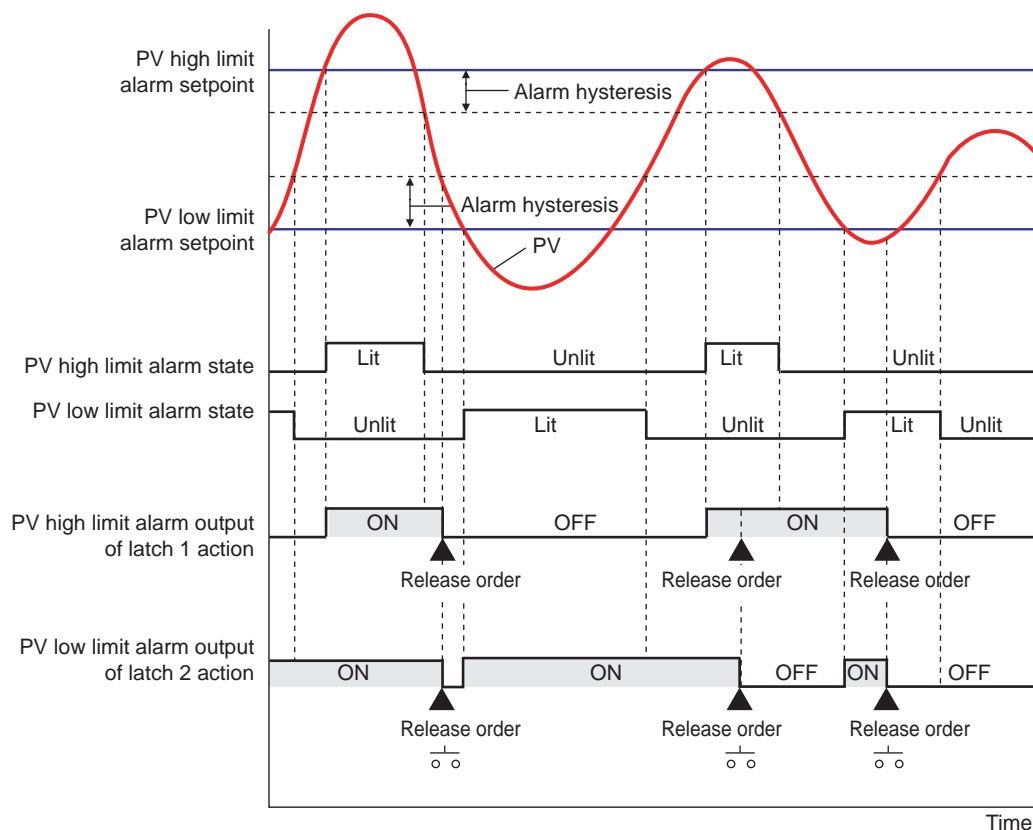 PV high limit
alarm setpoint
Alarm hysteresis
Alarm hysteresis
PV low limit
alarm setpoint
PV
PV high limit alarm state
Lit
Unlit
Lit
Unlit
PV low limit alarm state
Unlit
Lit
Unlit
Lit
Unlit
PV high limit alarm output
of latch 1 action
ON
OFF
ON
OFF
Release order
Release order
Release order
PV low limit alarm output
of latch 2 action
ON
ON
OFF
ON
OFF
Release order
Release order
Release order
Time